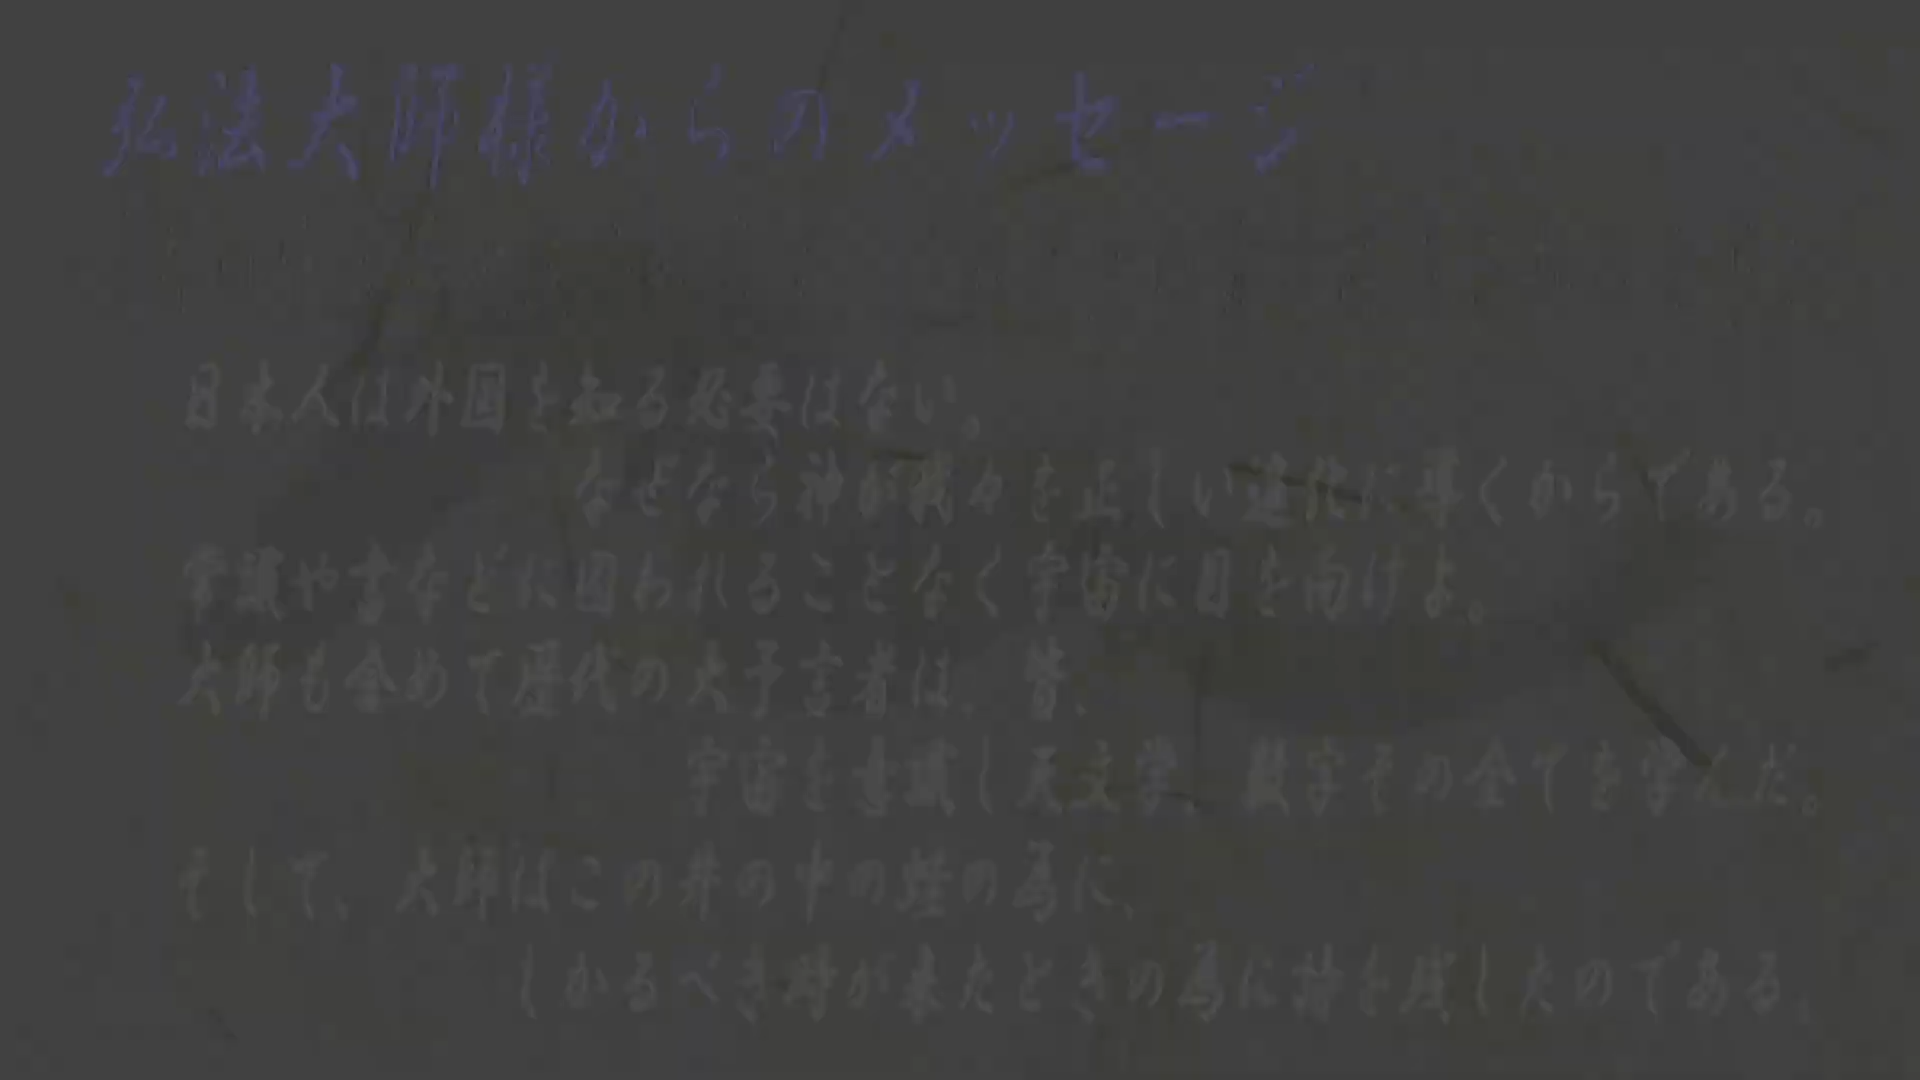 弘法大師様からのメッセージ
日本人は外国を知る必要はない。
なぜなら神が我々を正しい進化に導くからである。
常識や書などに囚われることなく宇宙に目を向けよ。
大師も含めて歴代の大予言者は、皆、
宇宙を意識し天文学、数字その全てを学んだ。
そして、大師はこの井の中の蛙の為に、
しかるべき時が来たときの為に詩を残したのである。